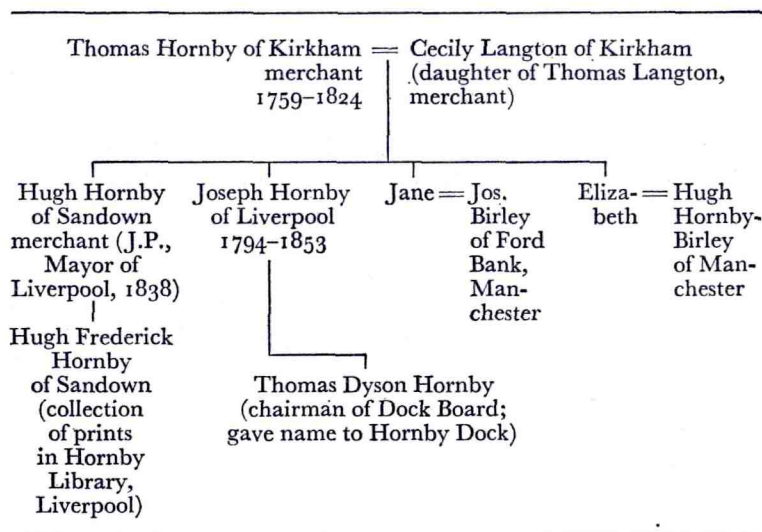 Thomas Hornby of Kirkham = Cecily Langton of Kirkham
merchant (daughter of Thomas Langton,
1759–1824 merchant)
Hugh Hornby
of Sandown
merchant (J.P.,
Mayor of
Liverpool, 1838)
Joseph Hornby
of Liverpool
1794–1853
Jane = Jos.
Birley
of Ford
Bank,
Man-
chester
Eliza- = Hugh
beth Hornby-
Birley
of Man-
chester
Hugh Frederick
Hornby
of Sandown
(collection
of prints
in Hornby
Library,
Liverpool)
Thomas Dyson Hornby
(chairman of Dock Board;
gave name to Hornby Dock)